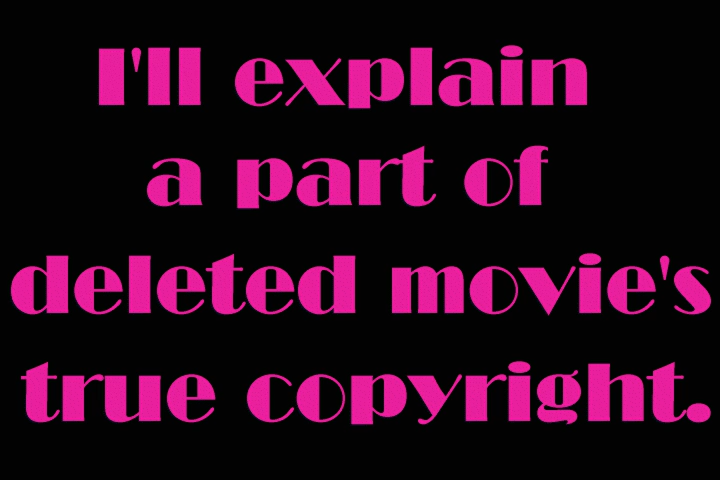 I'll explain
a part of
deleted movie's
true copyright.